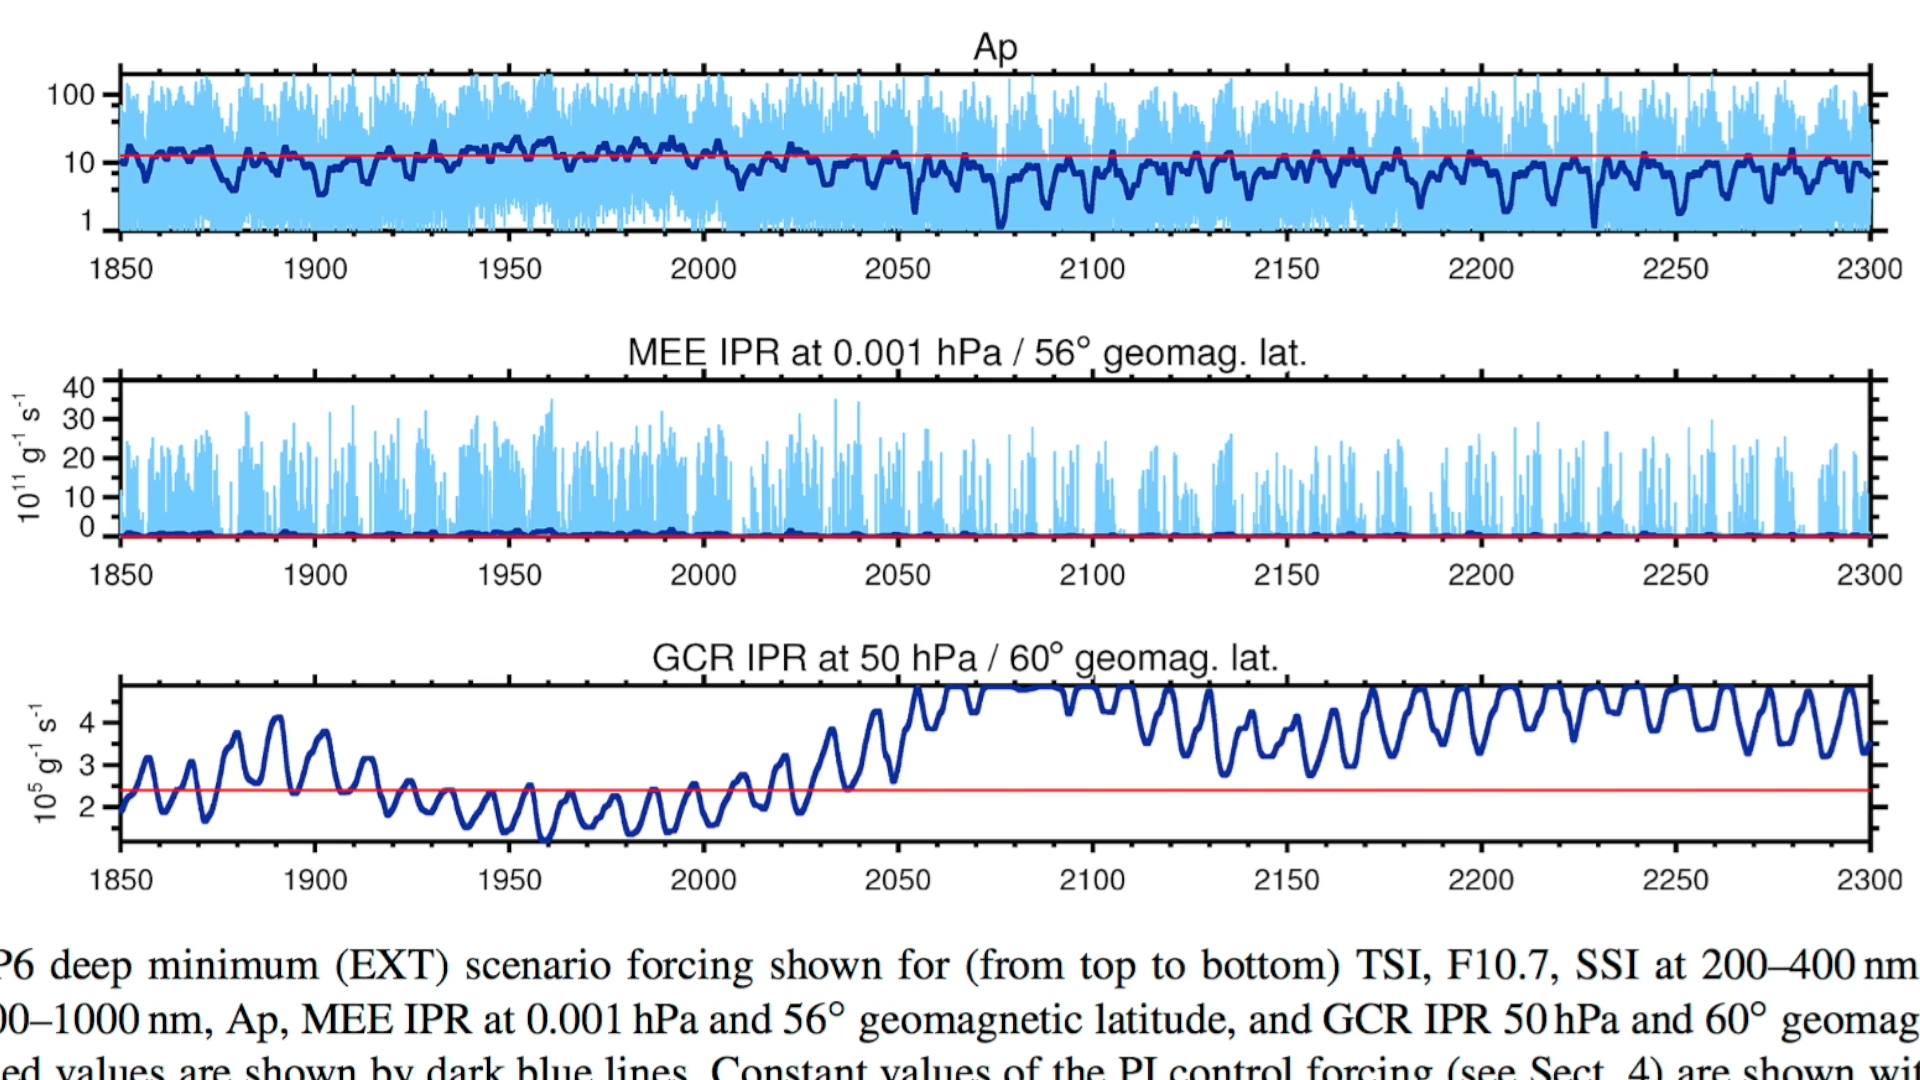 Ap
100
10
1
1850 1900 1950 2000 2050 2100 2150 2200 2250 2300
MEE IPR at 0.001 hPa / 56° geomag. lat.
10¹¹ g⁻¹ s⁻¹
40
30
20
10
0
1850 1900 1950 2000 2050 2100 2150 2200 2250 2300
GCR IPR at 50 hPa / 60° geomag. lat.
10⁵ g⁻¹ s⁻¹
4
3
2
1850 1900 1950 2000 2050 2100 2150 2200 2250 2300
P6 deep minimum (EXT) scenario forcing shown for (from top to bottom) TSI, F10.7, SSI at 200–400 nm
00–1000 nm, Ap, MEE IPR at 0.001 hPa and 56° geomagnetic latitude, and GCR IPR 50 hPa and 60° geomag
ed values are shown by dark blue lines. Constant values of the PI control forcing (see Sect. 4) are shown wit